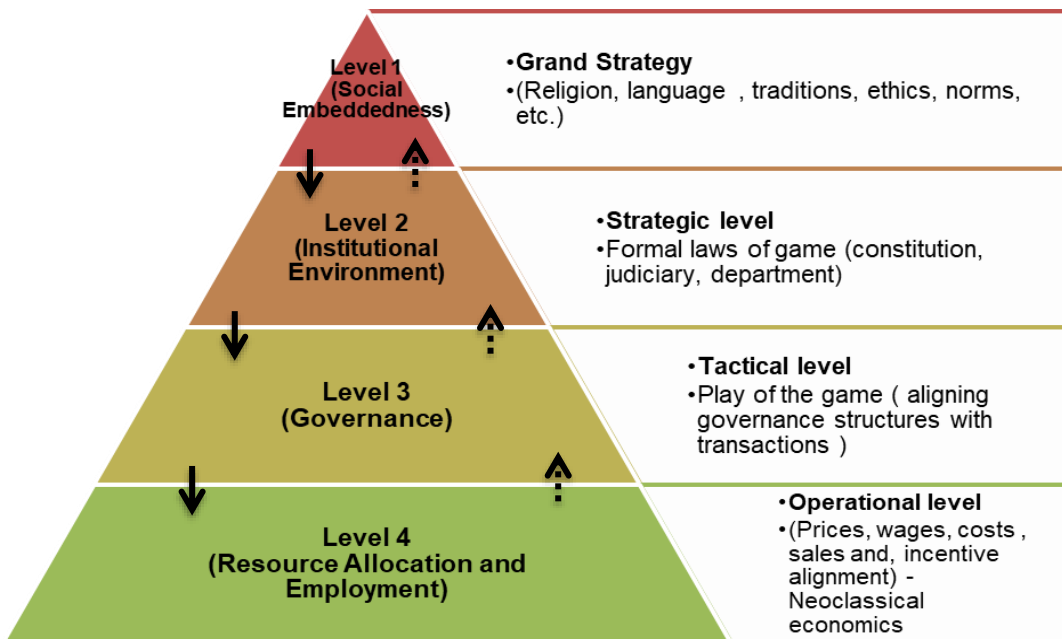 Level 1
(Social
Embeddedness)
•Grand Strategy
•(Religion, language , traditions, ethics, norms,
etc.)
Level 2
(Institutional
Environment)
•Strategic level
•Formal laws of game (constitution,
judiciary, department)
Level 3
(Governance)
•Tactical level
•Play of the game ( aligning
governance structures with
transactions )
Level 4
(Resource Allocation and
Employment)
•Operational level
•(Prices, wages, costs ,
sales and, incentive
alignment) -
Neoclassical
economics